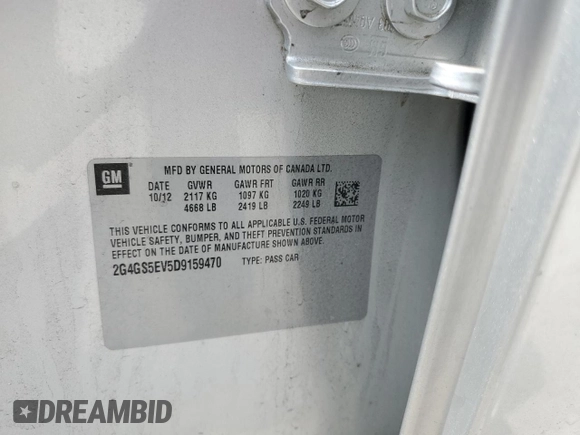 GM
MFD BY GENERAL MOTORS OF CANADA LTD.
DATE GVWR GAWR FRT GAWR RR
10/12 2117 KG 1097 KG 1020 KG
4668 LB 2419 LB 2249 LB
THIS VEHICLE CONFORMS TO ALL APPLICABLE U.S. FEDERAL MOTOR
VEHICLE SAFETY, BUMPER, AND THEFT PREVENTION STANDARDS IN
EFFECT ON THE DATE OF MANUFACTURE SHOWN ABOVE.
2G4GS5EV5D9159470 TYPE: PASS CAR
DREAMBID